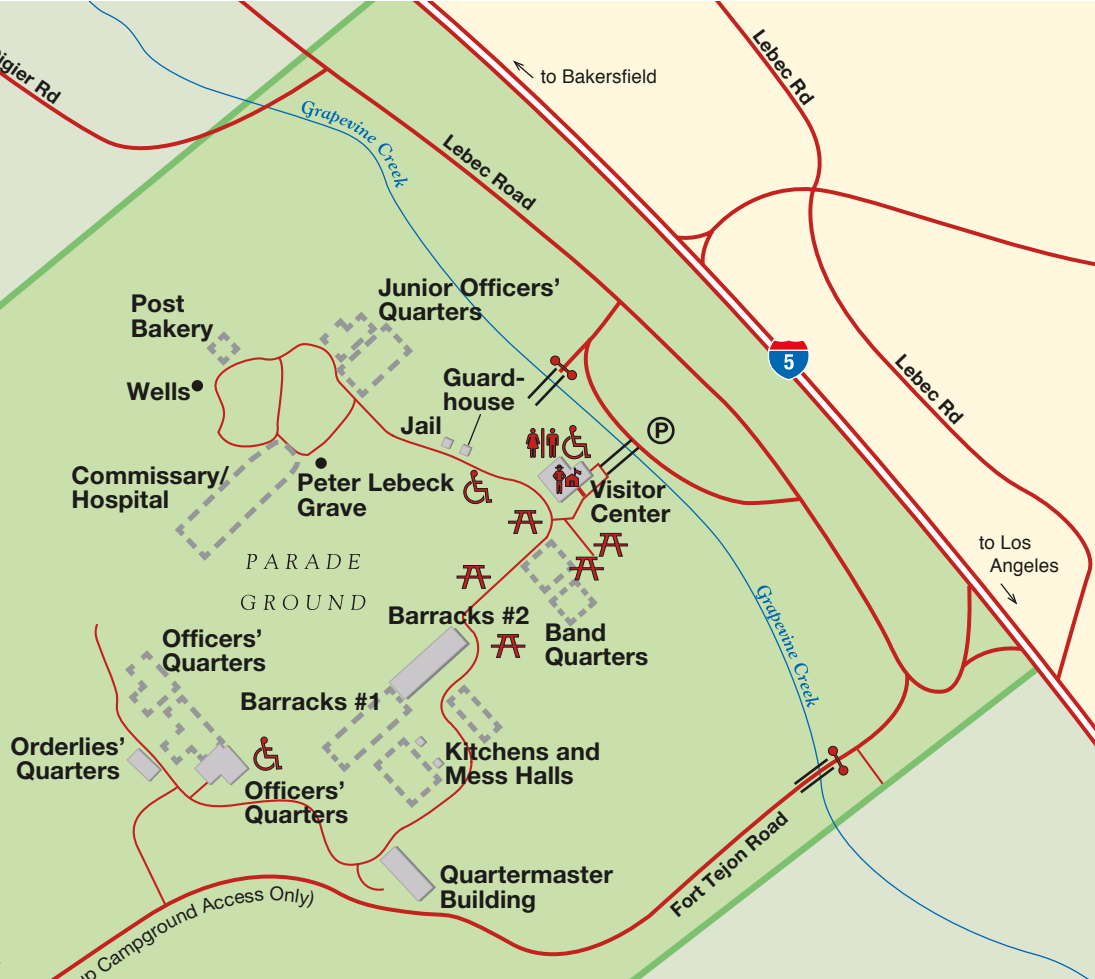 to Bakersfield
Lebec Rd
Rd
Grapevine Creek
Lebec Road
5
Lebec Rd
Junior Officers’
Quarters
Post
Bakery
Wells
Guard-
house
Jail
P
Commissary/
Hospital
Peter Lebeck
Grave
Visitor
Center
to Los
Angeles
PARADE
GROUND
Grapevine Creek
Barracks #2
Band
Quarters
Officers’
Quarters
Barracks #1
Orderlies’
Quarters
Kitchens and
Mess Halls
Officers’
Quarters
Fort Tejon Road
Quartermaster
Building
Campground Access Only)